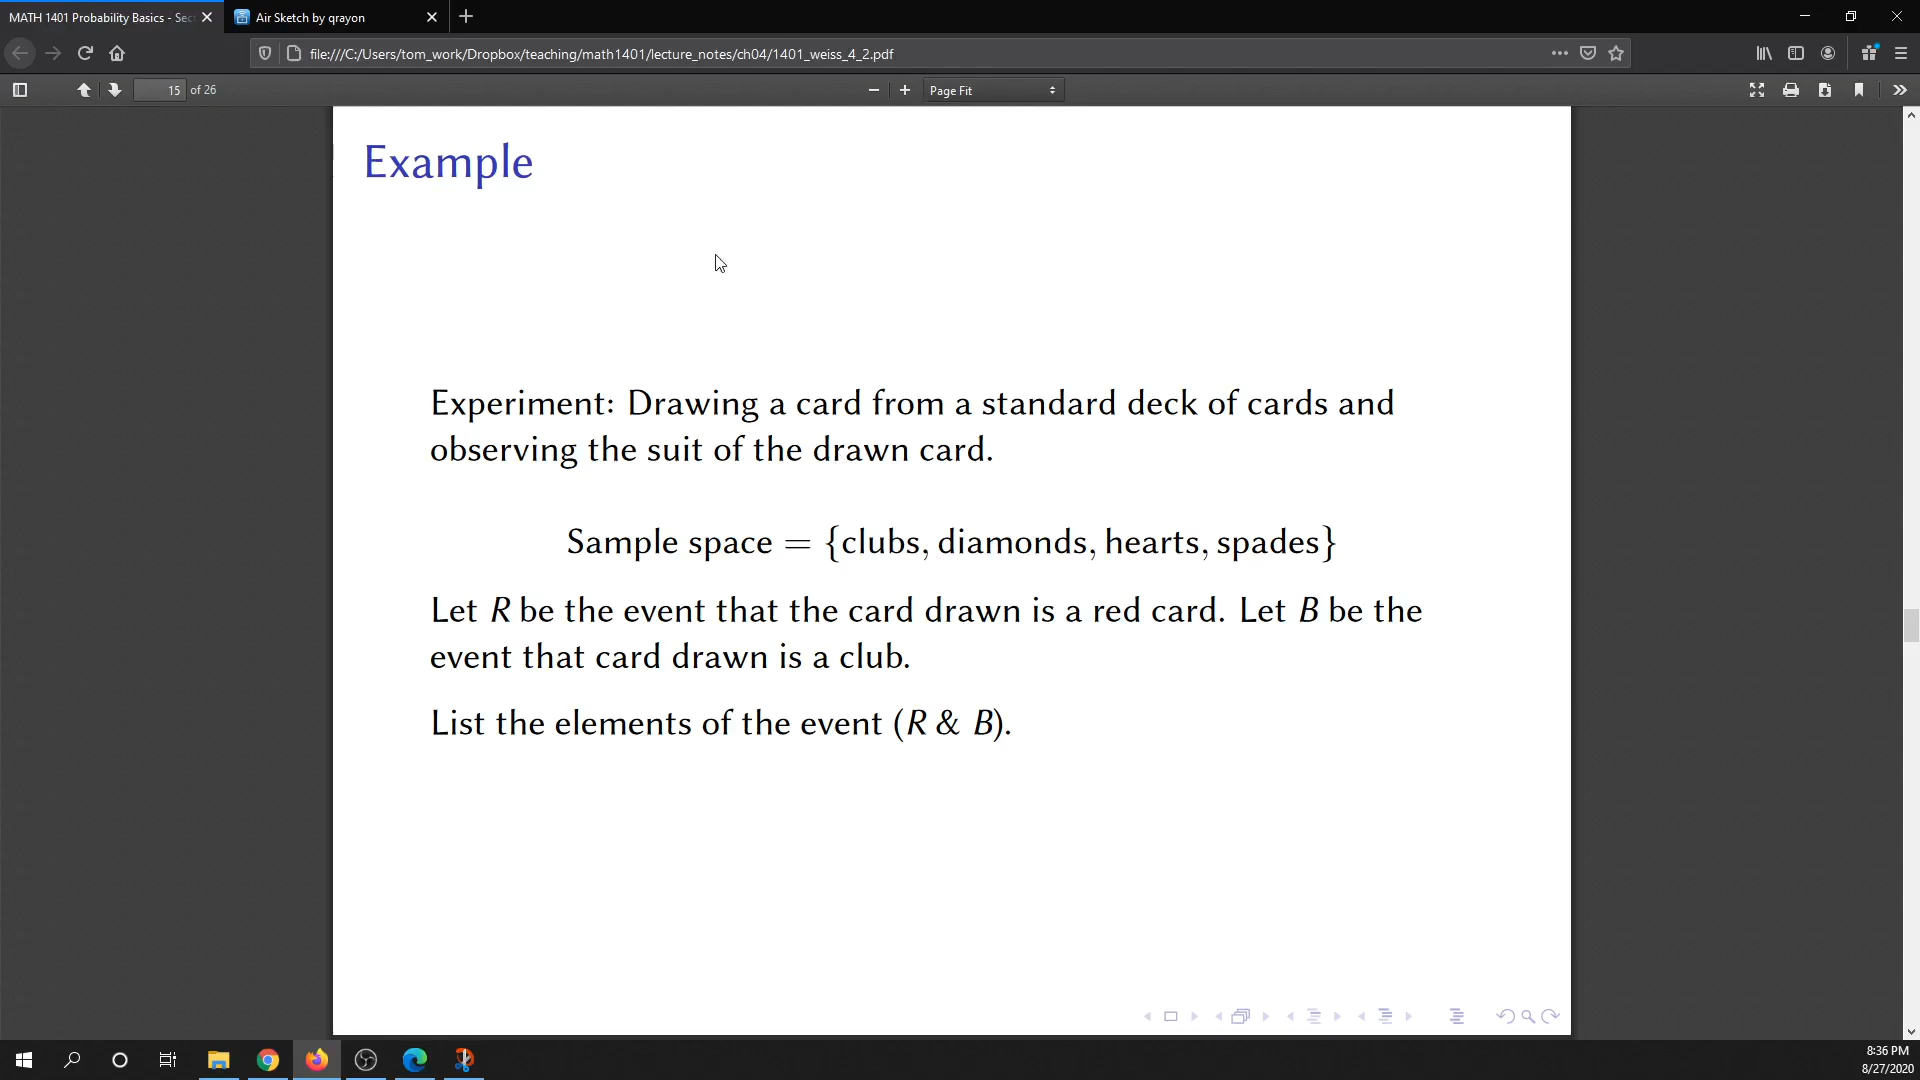 MATH 1401 Probability Basics - Sec
Air Sketch by qrayon
file:///C:/Users/tom_work/Dropbox/teaching/math1401/lecture_notes/ch04/1401_weiss_4_2.pdf
15 of 26
Page Fit
Example
Experiment: Drawing a card from a standard deck of cards and
observing the suit of the drawn card.
Sample space = {clubs, diamonds, hearts, spades}
Let R be the event that the card drawn is a red card. Let B be the
event that card drawn is a club.
List the elements of the event (R & B).
8:36 PM
8/27/2020